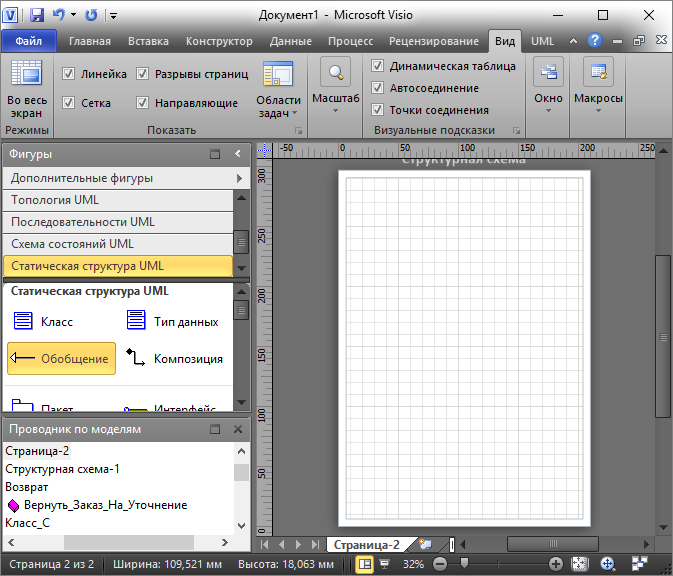 Документ1 - Microsoft Visio
Файл Главная Вставка Конструктор Данные Процесс Рецензирование Вид UML
Во весь экран
Режимы
Линейка
Разрывы страниц
Сетка
Направляющие
Области задач
Показать
Масштаб
Динамическая таблица
Автосоединение
Точки соединения
Визуальные подсказки
Окно
Макросы
Фигуры
Дополнительные фигуры
Топология UML
Последовательности UML
Схема состояний UML
Статическая структура UML
Статическая структура UML
Класс
Тип данных
Обобщение
Композиция
Пакет
Интерфейс
Проводник по моделям
Страница-2
Структурная схема-1
Возврат
Вернуть_Заказ_На_Уточнение
Класс_С
-50 0 50 100 150 200 250
Структурная схема
300
250
200
150
100
50
0
Страница-2
Страница 2 из 2 Ширина: 109,521 мм Высота: 18,063 мм 32%